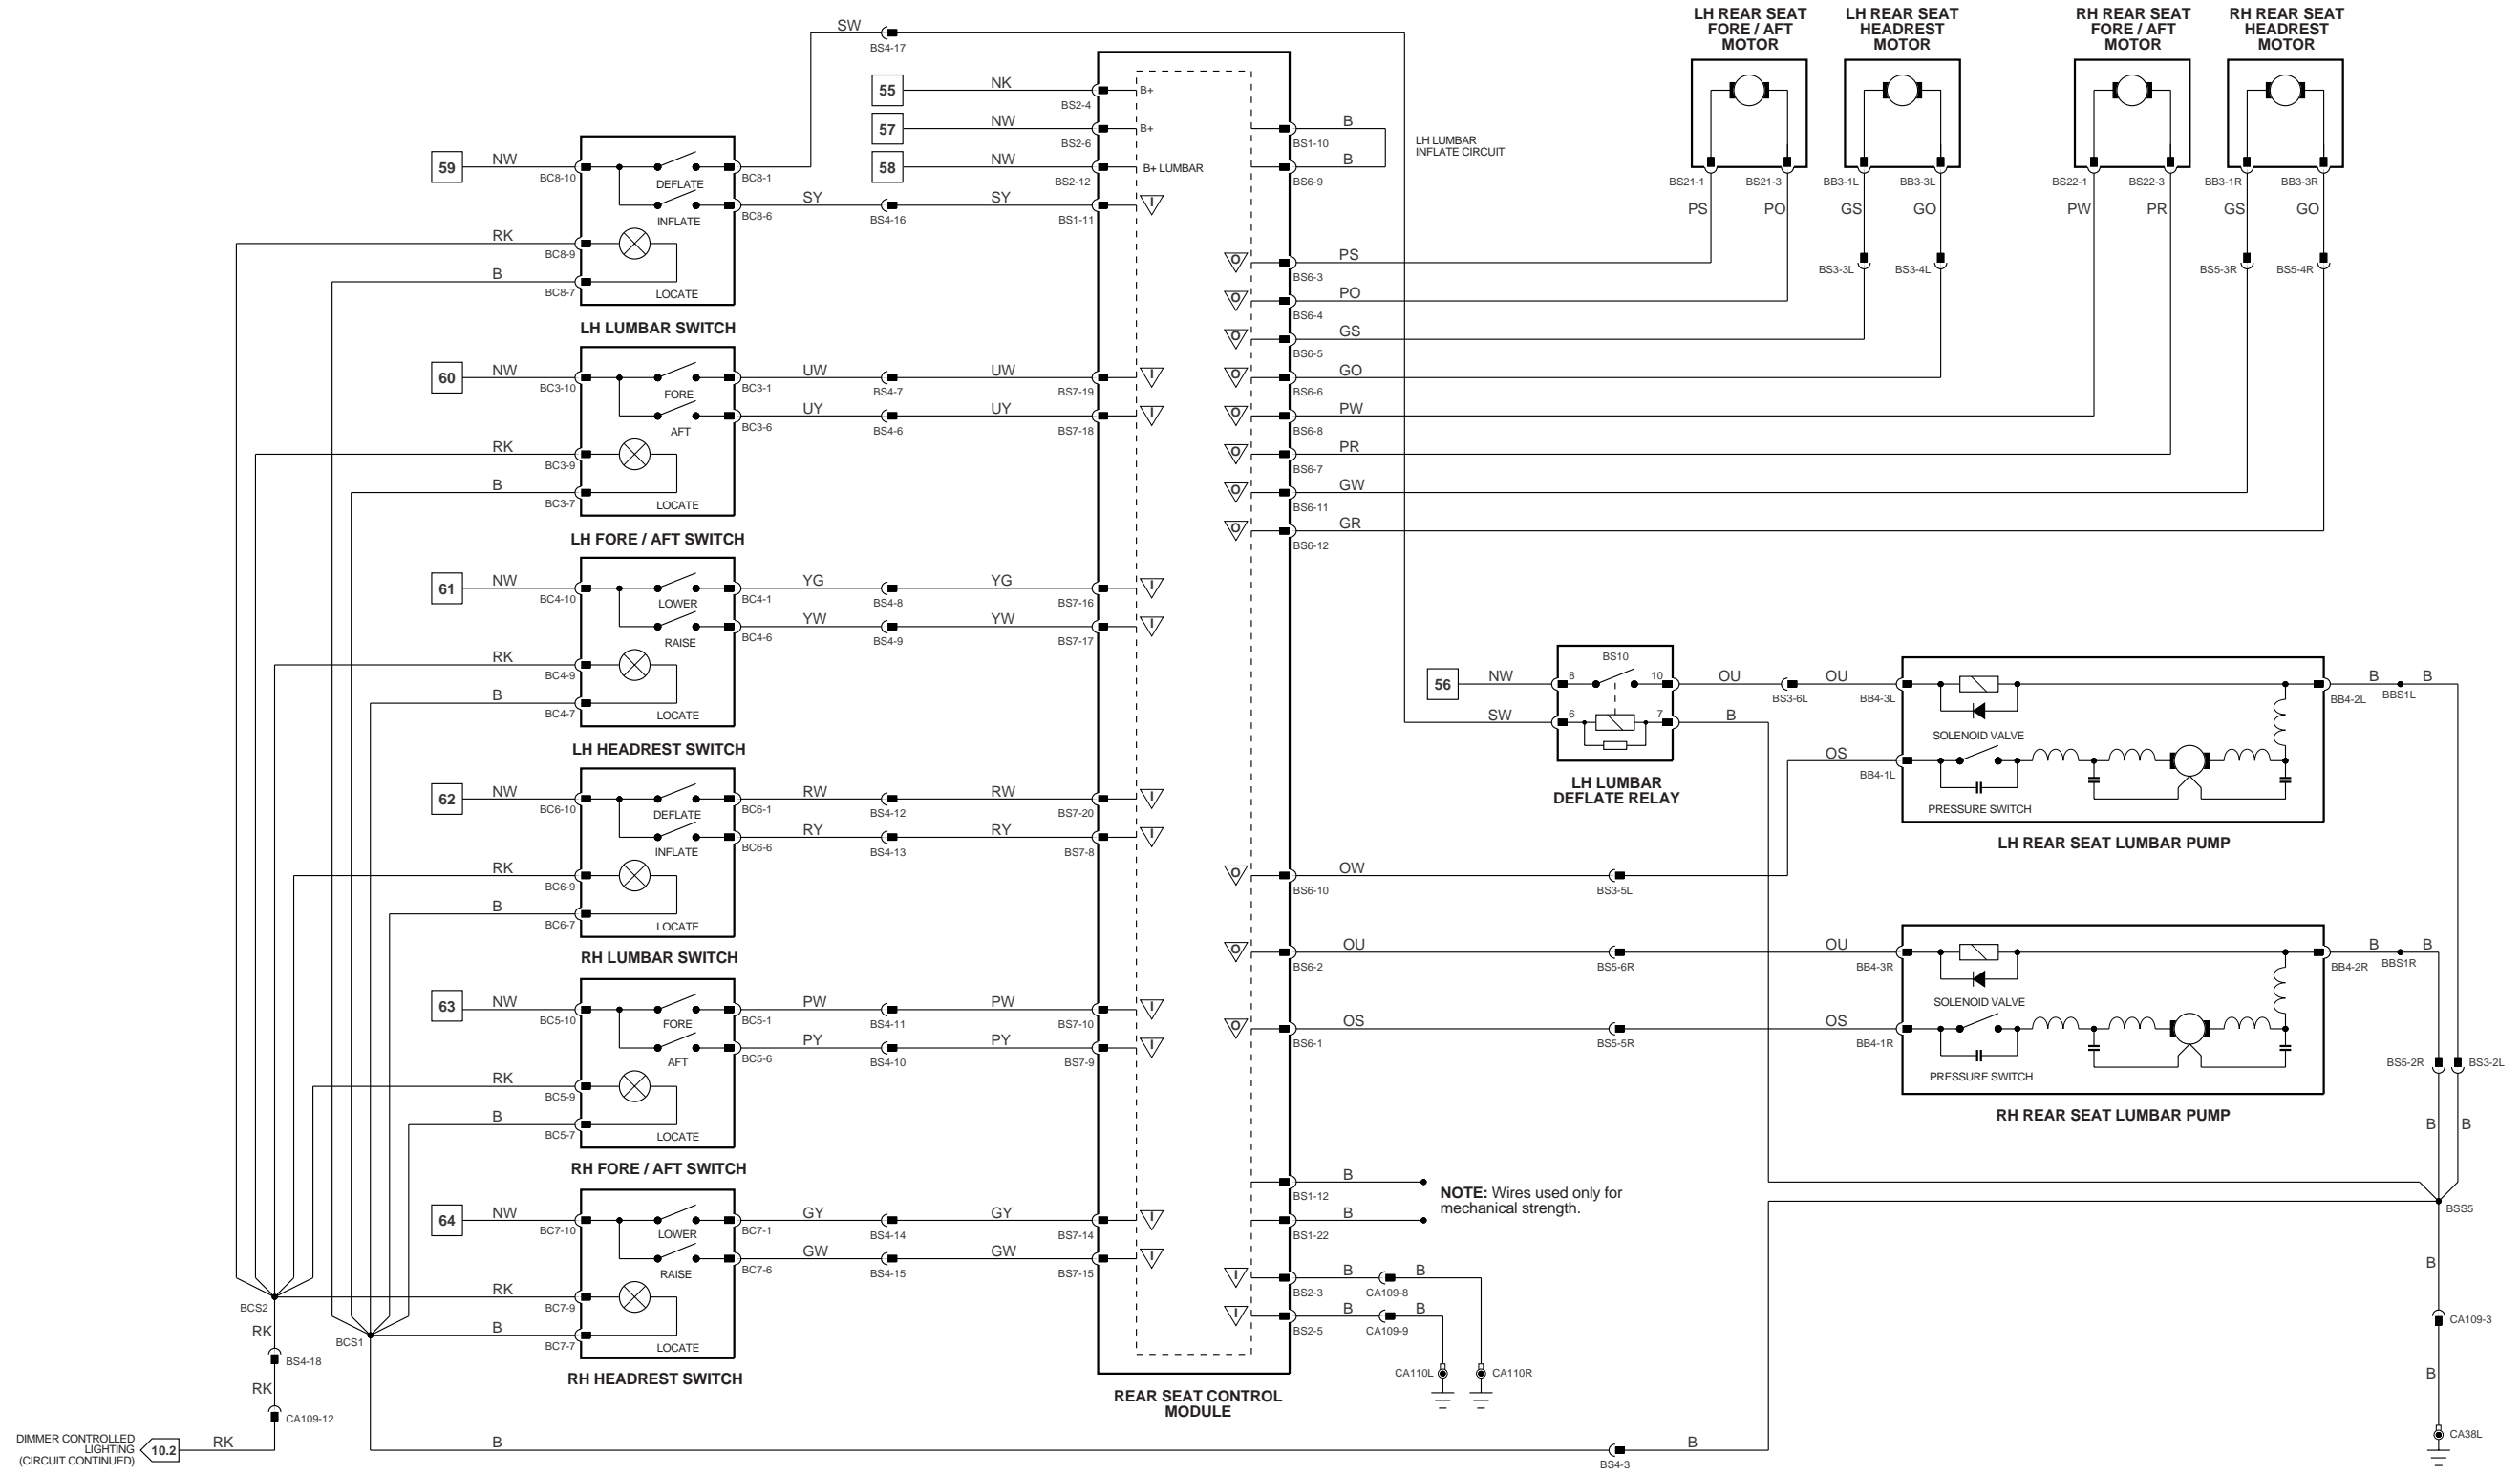 LH REAR SEAT
FORE / AFT
MOTOR
LH REAR SEAT
HEADREST
MOTOR
RH REAR SEAT
FORE / AFT
MOTOR
RH REAR SEAT
HEADREST
MOTOR
BS21-1
BS21-3
BB3-1L
BB3-3L
BS22-1
BS22-3
BB3-1R
BB3-3R
PS
PO
GS
GO
PW
PR
GS
GO
BS3-3L
BS3-4L
BS5-3R
BS5-4R
SW
BS4-17
55
NK
BS2-4
B+
57
NW
BS2-6
B+
58
NW
BS2-12
B+ LUMBAR
B
BS1-10
B
BS6-9
LH LUMBAR
INFLATE CIRCUIT
59
NW
BC8-10
DEFLATE
BC8-1
INFLATE
BC8-6
SY
BS4-16
SY
BS1-11
I
RK
BC8-9
B
BC8-7
LOCATE
LH LUMBAR SWITCH
O
PS
BS6-3
O
PO
BS6-4
O
GS
BS6-5
O
GO
BS6-6
O
PW
BS6-8
O
PR
BS6-7
O
GW
BS6-11
O
GR
BS6-12
60
NW
BC3-10
FORE
BC3-1
UW
BS4-7
UW
BS7-19
I
AFT
BC3-6
UY
BS4-6
UY
BS7-18
I
RK
BC3-9
B
BC3-7
LOCATE
LH FORE / AFT SWITCH
61
NW
BC4-10
LOWER
BC4-1
YG
BS4-8
YG
BS7-16
I
RAISE
BC4-6
YW
BS4-9
YW
BS7-17
I
RK
BC4-9
B
BC4-7
LOCATE
LH HEADREST SWITCH
56
NW
SW
BS10
8
10
6
7
OU
BS3-6L
OU
BB4-3L
B
LH LUMBAR
DEFLATE RELAY
OS
BB4-1L
SOLENOID VALVE
PRESSURE SWITCH
BB4-2L
B
BBS1L
B
LH REAR SEAT LUMBAR PUMP
62
NW
BC6-10
DEFLATE
BC6-1
RW
BS4-12
RW
BS7-20
I
INFLATE
BC6-6
RY
BS4-13
RY
BS7-8
I
RK
BC6-9
B
BC6-7
LOCATE
RH LUMBAR SWITCH
O
OW
BS6-10
BS3-5L
O
OU
BS6-2
BS5-6R
OU
BB4-3R
O
OS
BS6-1
BS5-5R
OS
BB4-1R
SOLENOID VALVE
PRESSURE SWITCH
BB4-2R
B
BBS1R
B
RH REAR SEAT LUMBAR PUMP
63
NW
BC5-10
FORE
BC5-1
PW
BS4-11
PW
BS7-10
I
AFT
BC5-6
PY
BS4-10
PY
BS7-9
I
RK
BC5-9
B
BC5-7
LOCATE
RH FORE / AFT SWITCH
BS5-2R
BS3-2L
B
B
BSS5
B
CA109-3
B
CA38L
64
NW
BC7-10
LOWER
BC7-1
GY
BS4-14
GY
BS7-14
I
RAISE
BC7-6
GW
BS4-15
GW
BS7-15
I
RK
BC7-9
B
BC7-7
LOCATE
RH HEADREST SWITCH
B
BS1-12
B
BS1-22
NOTE: Wires used only for
mechanical strength.
I
B
BS2-3
CA109-8
B
I
B
BS2-5
CA109-9
B
CA110L
CA110R
REAR SEAT CONTROL
MODULE
BCS2
RK
BS4-18
RK
CA109-12
BCS1
DIMMER CONTROLLED
LIGHTING
(CIRCUIT CONTINUED)
10.2
RK
B
BS4-3
B